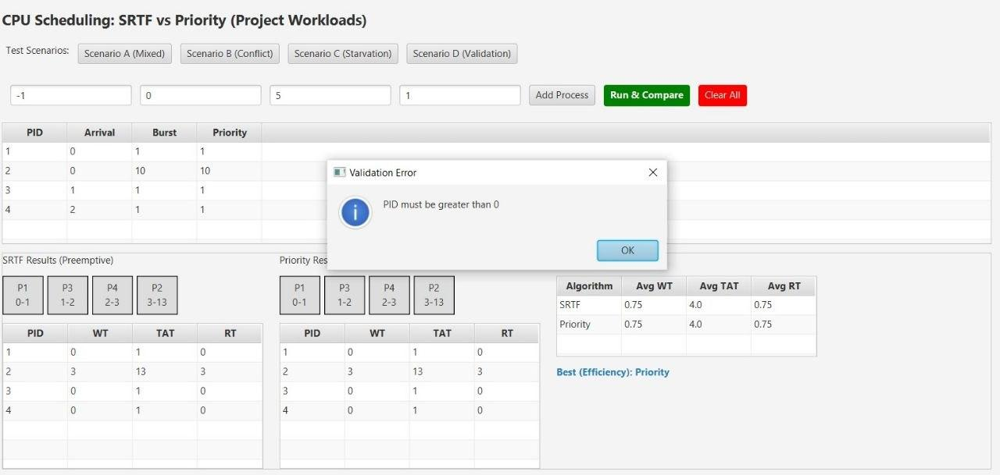 CPU Scheduling: SRTF vs Priority (Project Workloads)
Test Scenarios: Scenario A (Mixed) Scenario B (Conflict) Scenario C (Starvation) Scenario D (Validation)
-1 0 5 1 Add Process Run & Compare Clear All
PID Arrival Burst Priority
1 0 1 1
2 0 10 10
3 1 1 1
4 2 1 1
Validation Error
PID must be greater than 0
OK
SRTF Results (Preemptive)
P1 P3 P4 P2
0-1 1-2 2-3 3-13
PID WT TAT RT
1 0 1 0
2 3 13 3
3 0 1 0
4 0 1 0
Priority
P1 P3 P4 P2
0-1 1-2 2-3 3-13
PID WT TAT RT
1 0 1 0
2 3 13 3
3 0 1 0
4 0 1 0
Algorithm Avg WT Avg TAT Avg RT
SRTF 0.75 4.0 0.75
Priority 0.75 4.0 0.75
Best (Efficiency): Priority